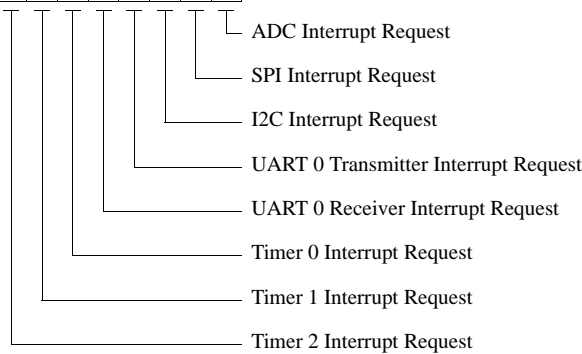 ADC Interrupt Request
SPI Interrupt Request
I2C Interrupt Request
UART 0 Transmitter Interrupt Request
UART 0 Receiver Interrupt Request
Timer 0 Interrupt Request
Timer 1 Interrupt Request
Timer 2 Interrupt Request